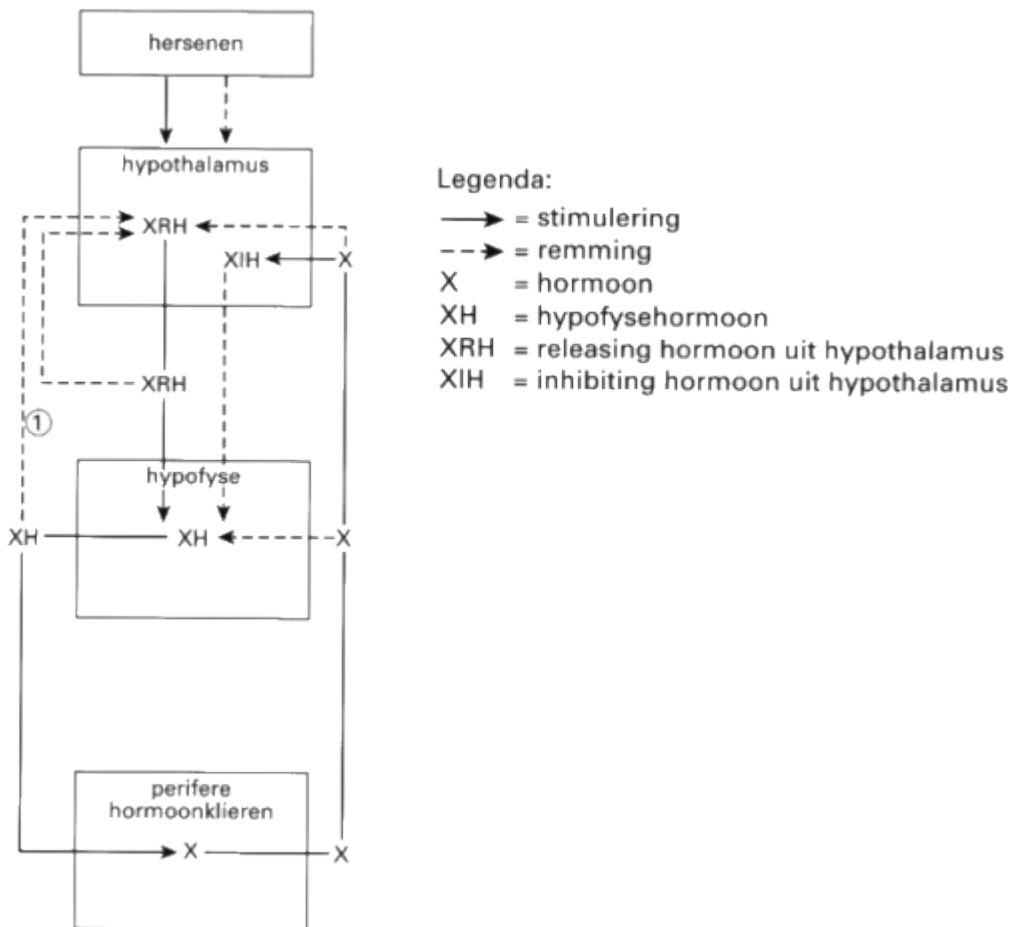 hersenen
hypothalamus
XRH
XIH
X
XRH
①
hypofyse
XH
XH
X
perifere
hormoonklieren
X
X
Legenda:
= stimulering
= remming
X = hormoon
XH = hypofysehormoon
XRH = releasing hormoon uit hypothalamus
XIH = inhibiting hormoon uit hypothalamus